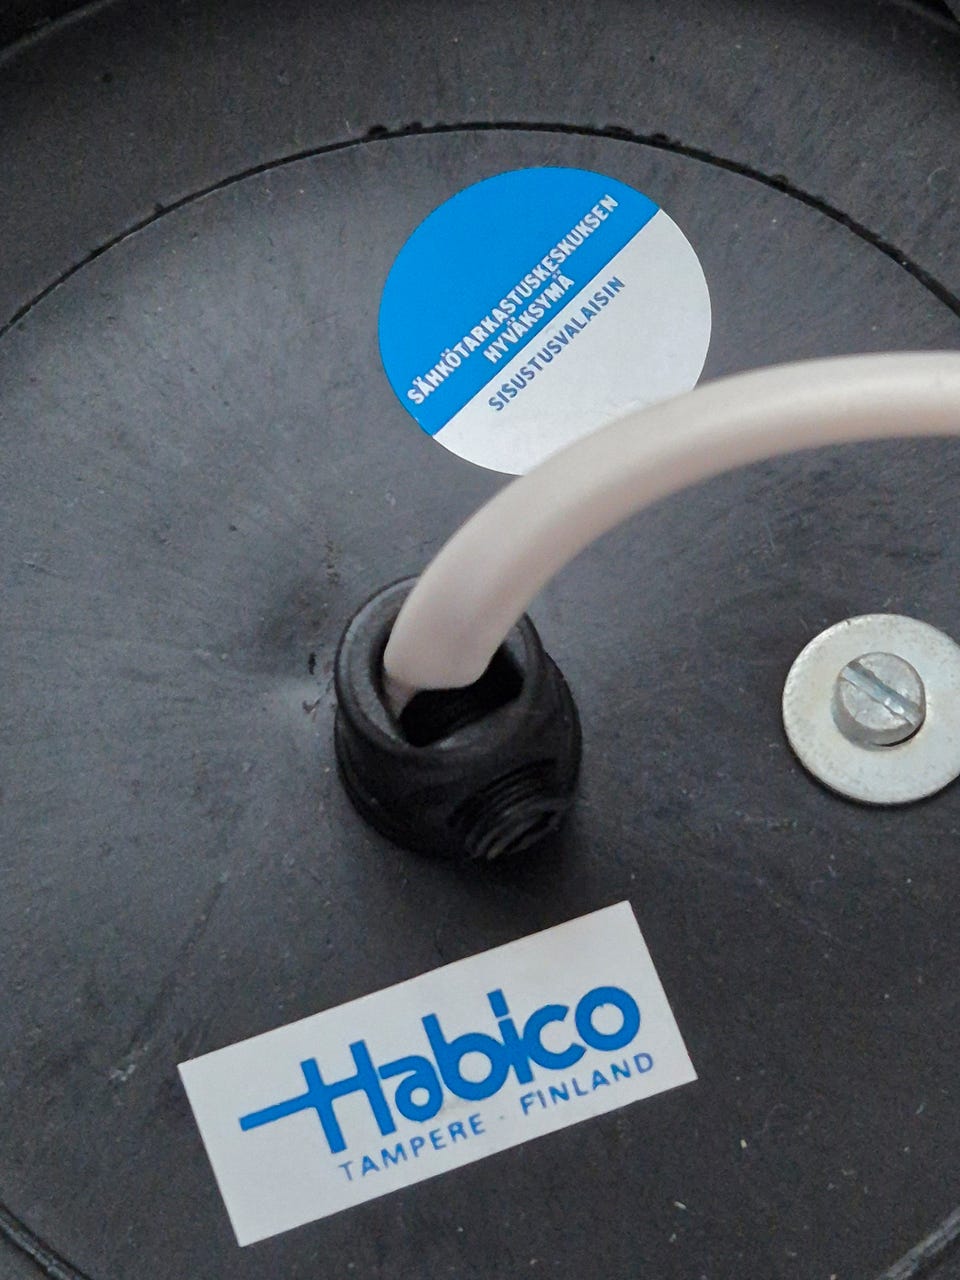 SÄHKÖTARKASTUSKESKUKSEN
HYVÄKSYMÄ
SISUSTUSVALAISIN
Habico
TAMPERE - FINLAND